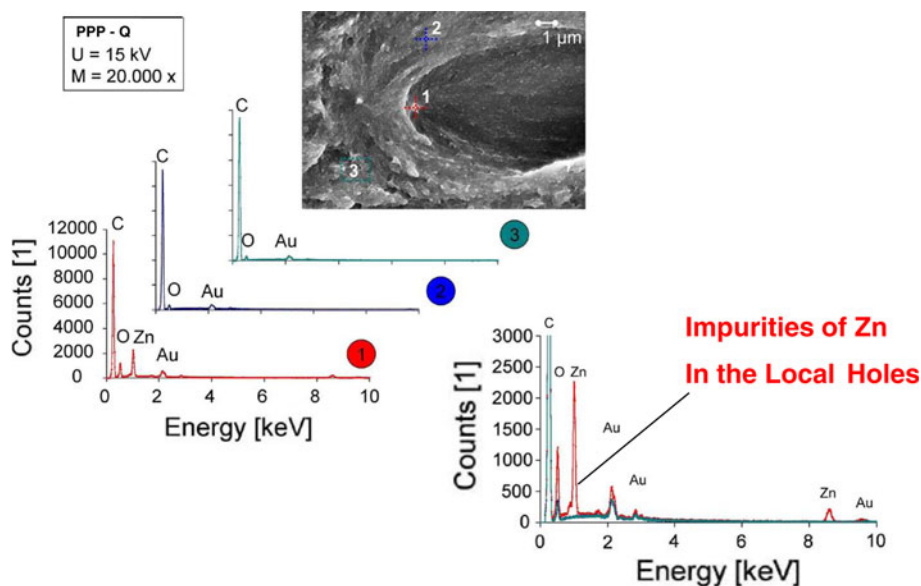 PPP - Q
U = 15 kV
M = 20.000 x
2
1 µm
1
3
C
O
Au
3
C
O
Au
2
Counts [1]
12000
10000
8000
6000
4000
2000
0
C
O Zn
Au
1
0 2 4 6 8 10
Energy [keV]
Impurities of Zn
In the Local Holes
Counts [1]
3000
2500
2000
1500
1000
500
0
C
O Zn
Au
Au
Zn
Au
0 2 4 6 8 10
Energy [keV]